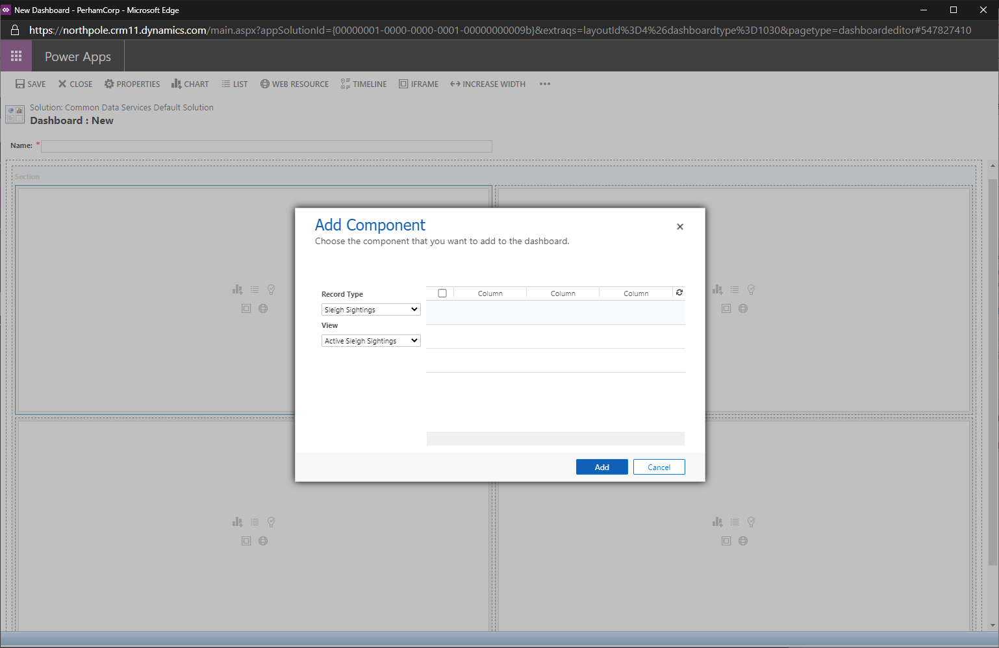 New Dashboard - PerhamCorp - Microsoft Edge
https://northpole.crm11.dynamics.com/main.aspx?appSolutionId={00000001-0000-0000-0001-00000000009b}&extraqs=layoutId%3D4%26dashboardtype%3D1030&pagetype=dashboardeditor#547827410
Power Apps
SAVE CLOSE PROPERTIES CHART LIST WEB RESOURCE TIMELINE IFRAME INCREASE WIDTH
Solution: Common Data Services Default Solution
Dashboard : New
Name: *
Section
Add Component
Choose the component that you want to add to the dashboard.
Record Type
Sleigh Sightings
View
Active Sleigh Sightings
Column Column Column
Add Cancel